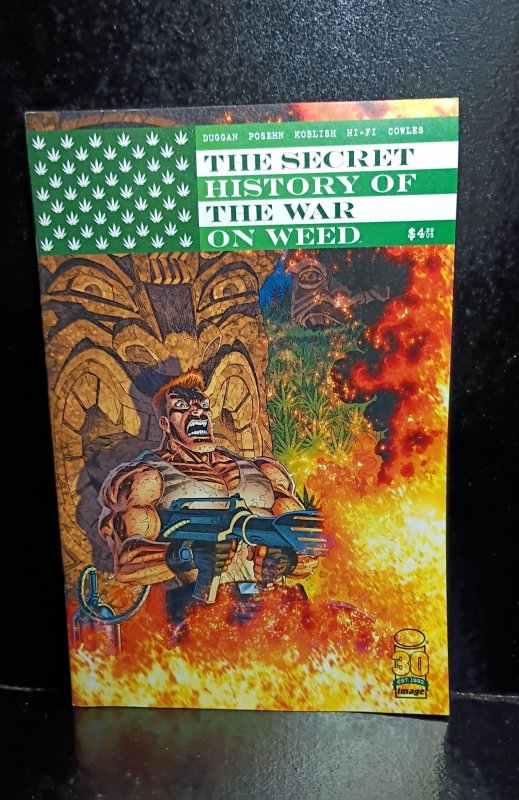 DUGGAN POSEHN KOBLISH HI-FI COWLES
THE SECRET
HISTORY OF
THE WAR
ON WEED
$4.99 US
30
EST. 1992
image